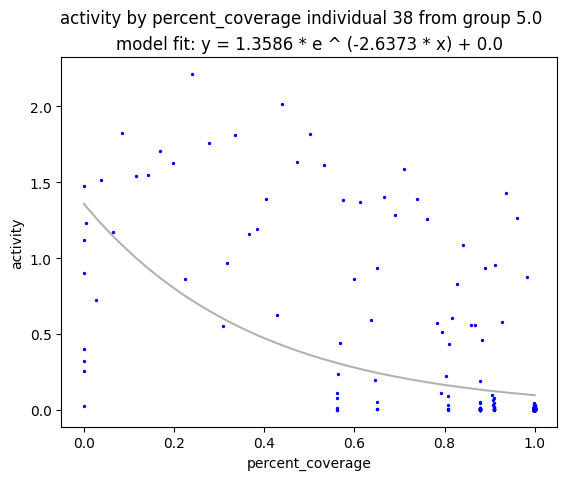 activity by percent_coverage individual 38 from group 5.0
model fit: y = 1.3586 * e ^ (-2.6373 * x) + 0.0
2.0
1.5
1.0
0.5
0.0
activity
0.0 0.2 0.4 0.6 0.8 1.0
percent_coverage